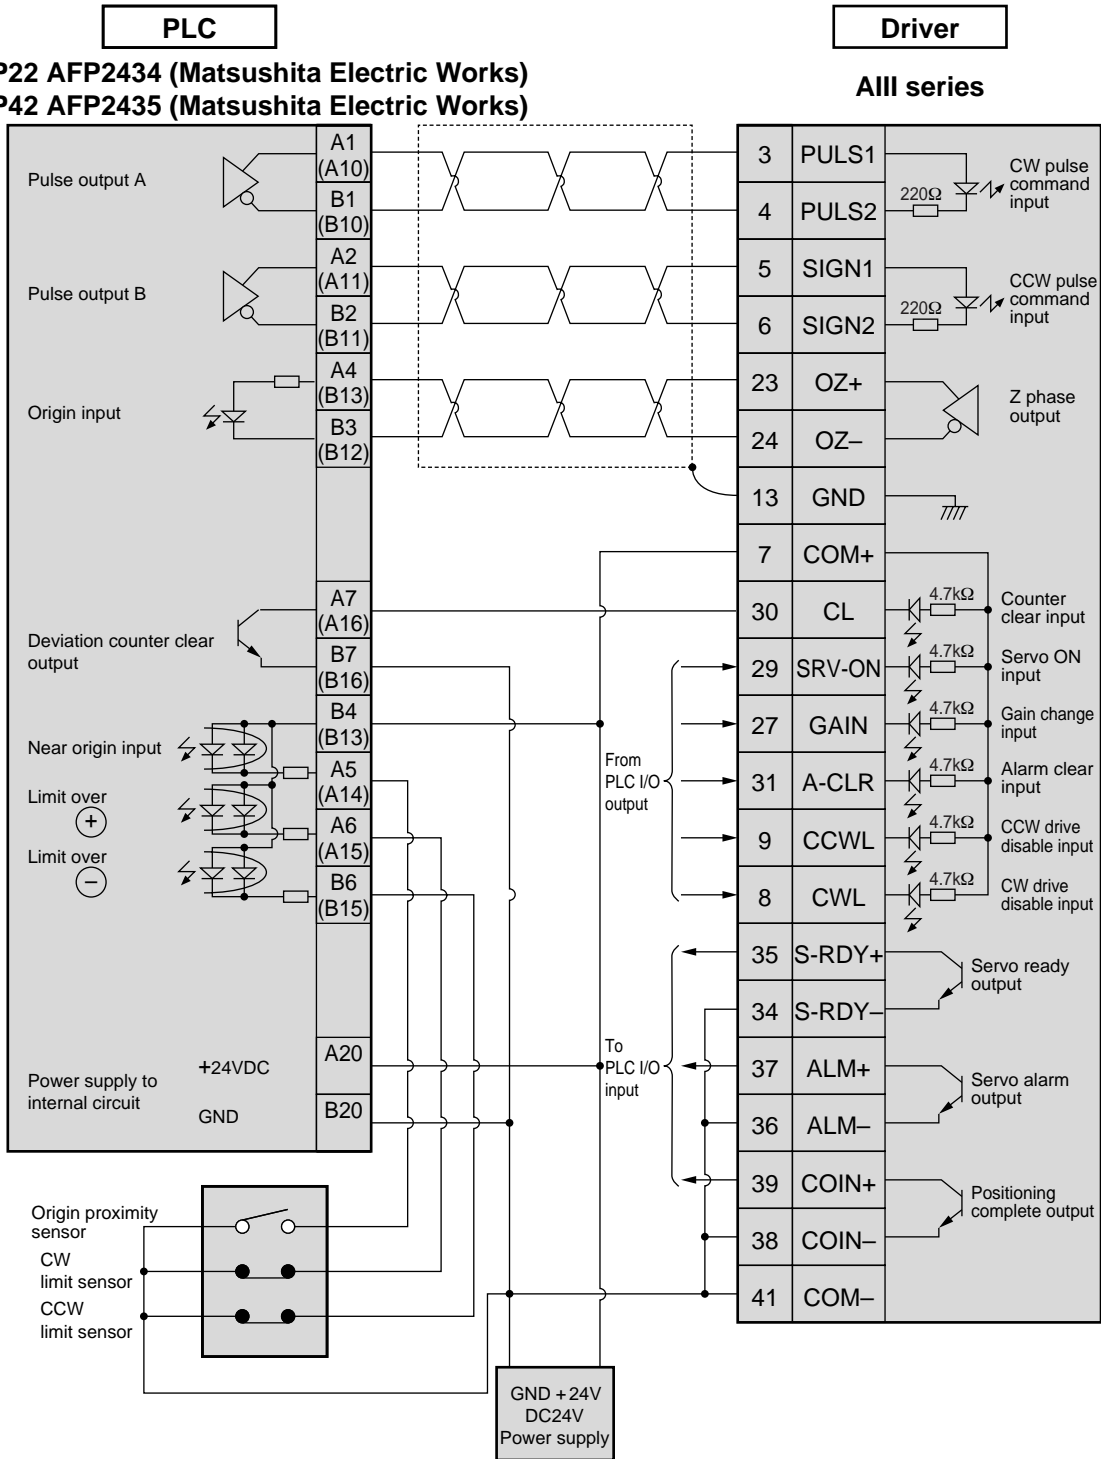 PLC
Driver
P22 AFP2434 (Matsushita Electric Works)
P42 AFP2435 (Matsushita Electric Works)
AIII series
Pulse output A
A1
(A10)
B1
(B10)
Pulse output B
A2
(A11)
B2
(B11)
Origin input
A4
(B13)
B3
(B12)
Deviation counter clear
output
A7
(A16)
B7
(B16)
Near origin input
B4
(B13)
A5
(A14)
Limit over
+
A6
(A15)
Limit over
−
B6
(B15)
Power supply to
internal circuit
+24VDC
A20
GND
B20
3 PULS1
4 PULS2
220Ω
CW pulse
command
input
5 SIGN1
6 SIGN2
220Ω
CCW pulse
command
input
23 OZ+
24 OZ–
Z phase
output
13 GND
7 COM+
30 CL
4.7kΩ
Counter
clear input
29 SRV-ON
4.7kΩ
Servo ON
input
27 GAIN
4.7kΩ
Gain change
input
From
PLC I/O
output
31 A-CLR
4.7kΩ
Alarm clear
input
9 CCWL
4.7kΩ
CCW drive
disable input
8 CWL
4.7kΩ
CW drive
disable input
35 S-RDY+
34 S-RDY–
Servo ready
output
To
PLC I/O
input
37 ALM+
36 ALM–
Servo alarm
output
39 COIN+
38 COIN–
Positioning
complete output
41 COM–
Origin proximity
sensor
CW
limit sensor
CCW
limit sensor
GND +24V
DC24V
Power supply